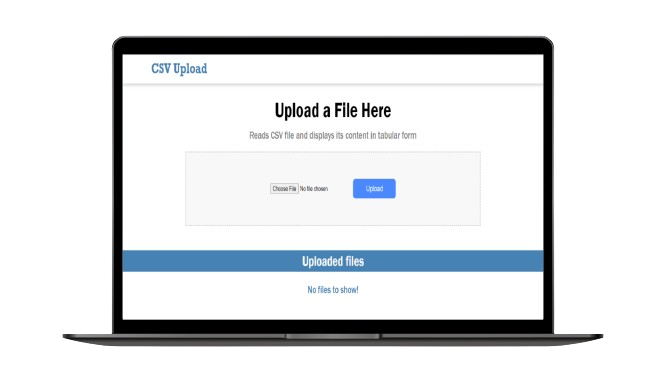 CSV Upload
Upload a File Here
Reads CSV file and displays its content in tabular form
Choose File No file chosen
Upload
Uploaded files
No files to show!